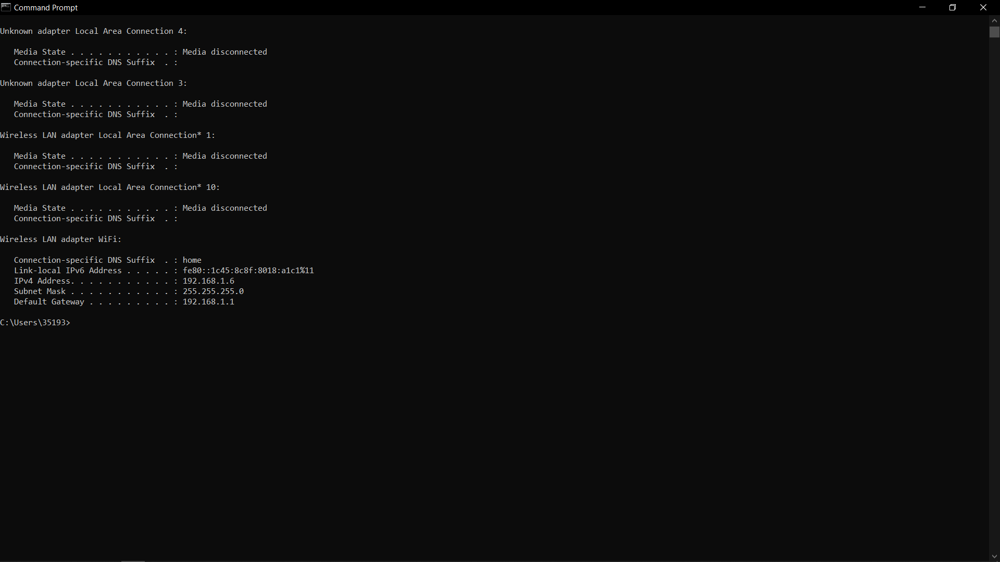 Command Prompt
Unknown adapter Local Area Connection 4:
   Media State . . . . . . . . . . . : Media disconnected
   Connection-specific DNS Suffix  . :
Unknown adapter Local Area Connection 3:
   Media State . . . . . . . . . . . : Media disconnected
   Connection-specific DNS Suffix  . :
Wireless LAN adapter Local Area Connection* 1:
   Media State . . . . . . . . . . . : Media disconnected
   Connection-specific DNS Suffix  . :
Wireless LAN adapter Local Area Connection* 10:
   Media State . . . . . . . . . . . : Media disconnected
   Connection-specific DNS Suffix  . :
Wireless LAN adapter WiFi:
   Connection-specific DNS Suffix  . : home
   Link-local IPv6 Address . . . . . : fe80::1c45:8c8f:8018:a1c1%11
   IPv4 Address. . . . . . . . . . . : 192.168.1.6
   Subnet Mask . . . . . . . . . . . : 255.255.255.0
   Default Gateway . . . . . . . . . : 192.168.1.1
C:\Users\35193>